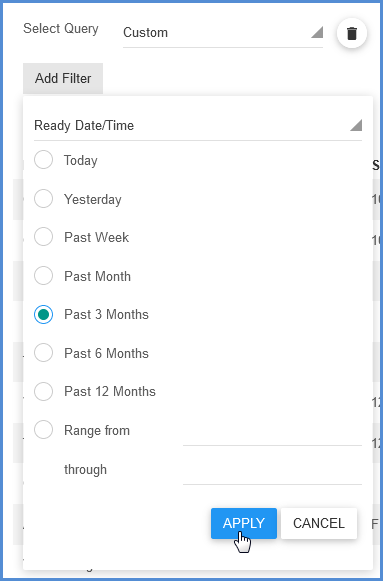 Select Query Custom
Add Filter
Ready Date/Time
Today
Yesterday
Past Week
Past Month
Past 3 Months
Past 6 Months
Past 12 Months
Range from
through
APPLY CANCEL